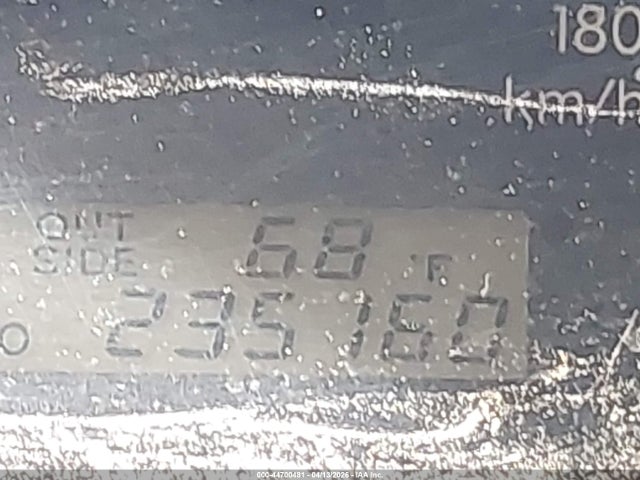 180
km/h
OUT
SIDE 68 °F
O 235160
000-44700481 - 04/13/2026 - IAA Inc.